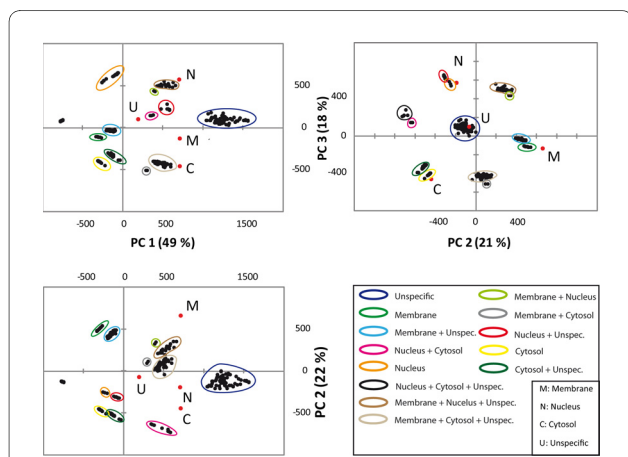 N
U
M
C
500
0
-500
-500
0
500
1500
PC 1 (49 %)
PC 3 (18 %)
400
0
-400
N
U
M
C
-400
0
400
PC 2 (21 %)
-500
0
500
1000
1500
M
U
N
C
500
0
-500
PC 2 (22 %)
Unspecific
Membrane
Membrane + Unspec.
Nucleus + Cytosol
Nucleus
Nucleus + Cytosol + Unspec.
Membrane + Nucelus + Unspec.
Membrane + Cytosol + Unspec.
Membrane + Nucleus
Membrane + Cytosol
Nucleus + Unspec.
Cytosol
Cytosol + Unspec.
M: Membrane
N: Nucleus
C: Cytosol
U: Unspecific